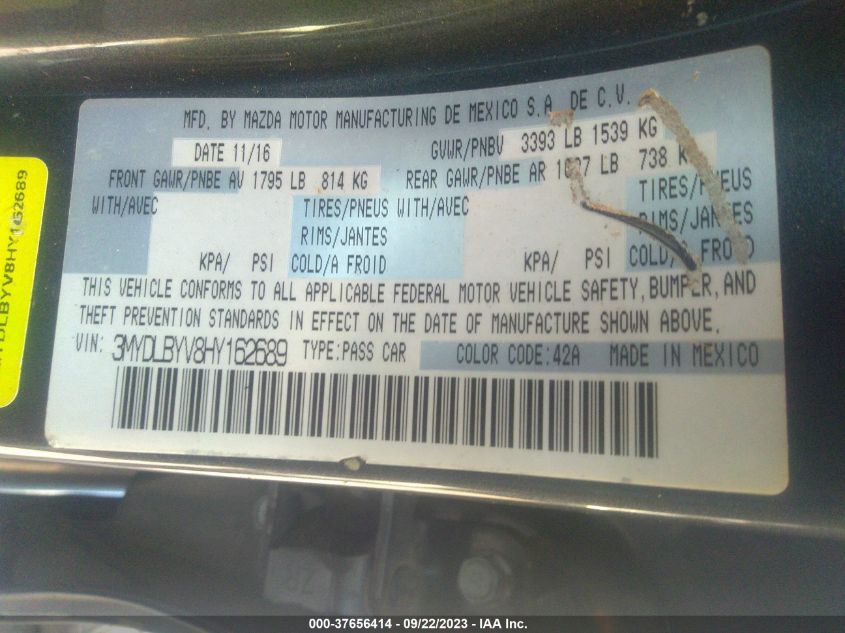 MFD. BY MAZDA MOTOR MANUFACTURING DE MEXICO S.A. DE C.V.
DATE 11/16 GVWR/PNBV 3393 LB 1539 KG
FRONT GAWR/PNBE AV 1795 LB 814 KG REAR GAWR/PNBE AR LB 738
WITH/AVEC TIRES/PNEUS WITH/AVEC TIRES/PNEUS
RIMS/JANTES RIMS/JANTES
KPA/ PSI COLD/A FROID KPA/ PSI COLD/A FROID
THIS VEHICLE CONFORMS TO ALL APPLICABLE FEDERAL MOTOR VEHICLE SAFETY, BUMPER, AND
THEFT PREVENTION STANDARDS IN EFFECT ON THE DATE OF MANUFACTURE SHOWN ABOVE.
VIN: 3MYDLBYV8HY162689 TYPE:PASS CAR COLOR CODE:42A MADE IN MEXICO
YDLBYV8HY162689
000-37656414 - 09/22/2023 - IAA Inc.